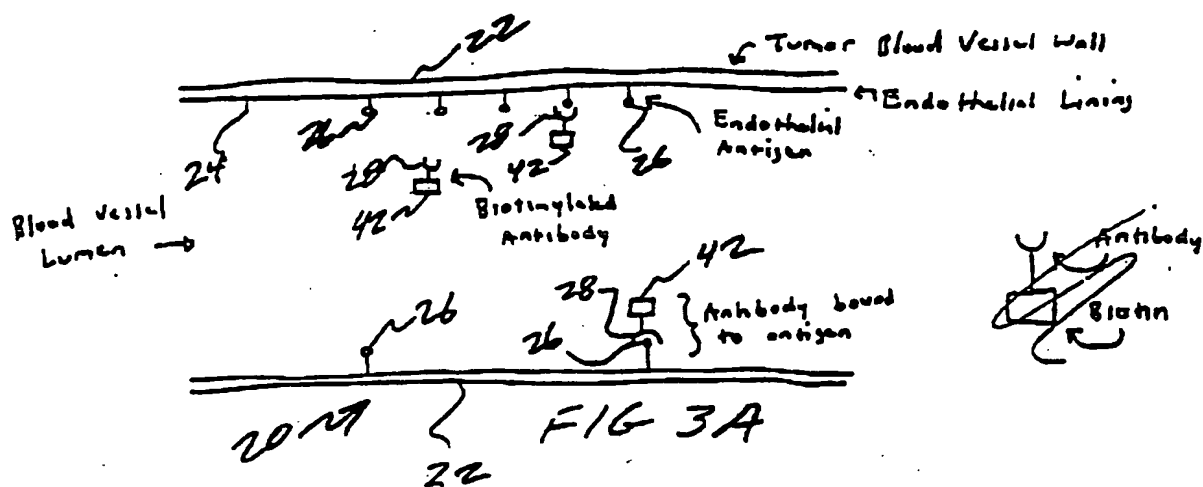 22
Tumor Blood Vessel Wall
Endothelial Lining
26
28
Endothelial
Antigen
24
42
26
28
42
Biotinylated
Antibody
Blood Vessel
Lumen
42
28
26
Antibody bound
to antigen
26
Antibody
Biotin
20
22
FIG 3A